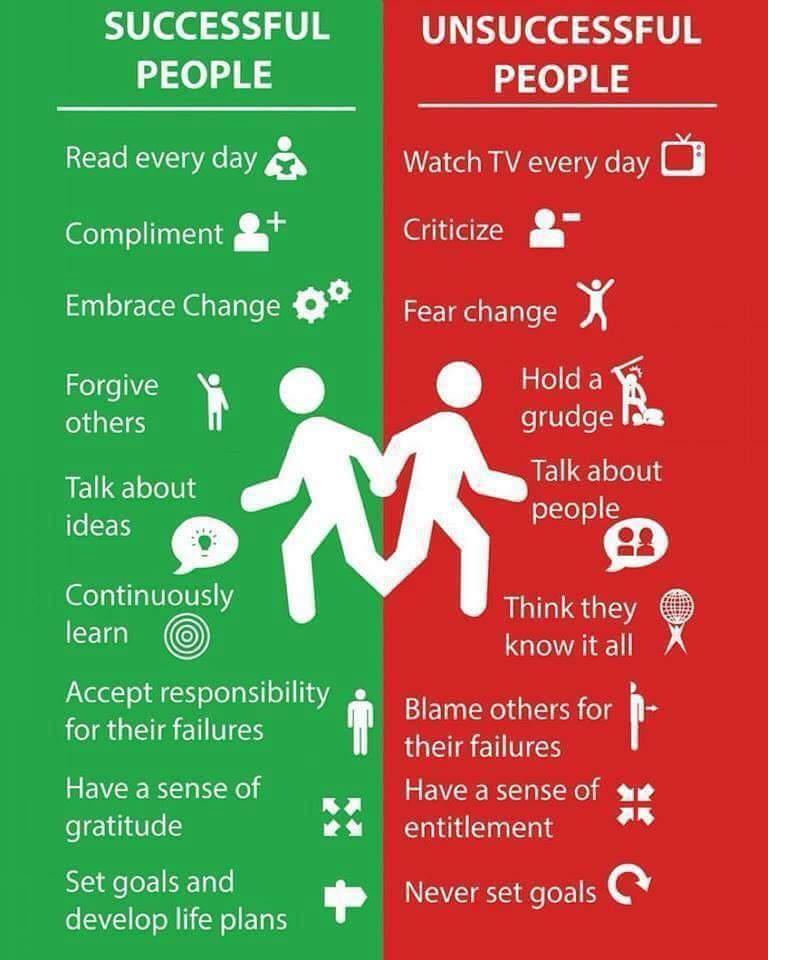 SUCCESSFUL
PEOPLE
Read every day
Compliment
Embrace Change
Forgive
others
Talk about
ideas
Continuously
learn
Accept responsibility
for their failures
Have a sense of
gratitude
Set goals and
develop life plans
UNSUCCESSFUL
PEOPLE
Watch TV every day
Criticize
Fear change
Hold a
grudge
Talk about
people
Think they
know it all
Blame others for
their failures
Have a sense of
entitlement
Never set goals